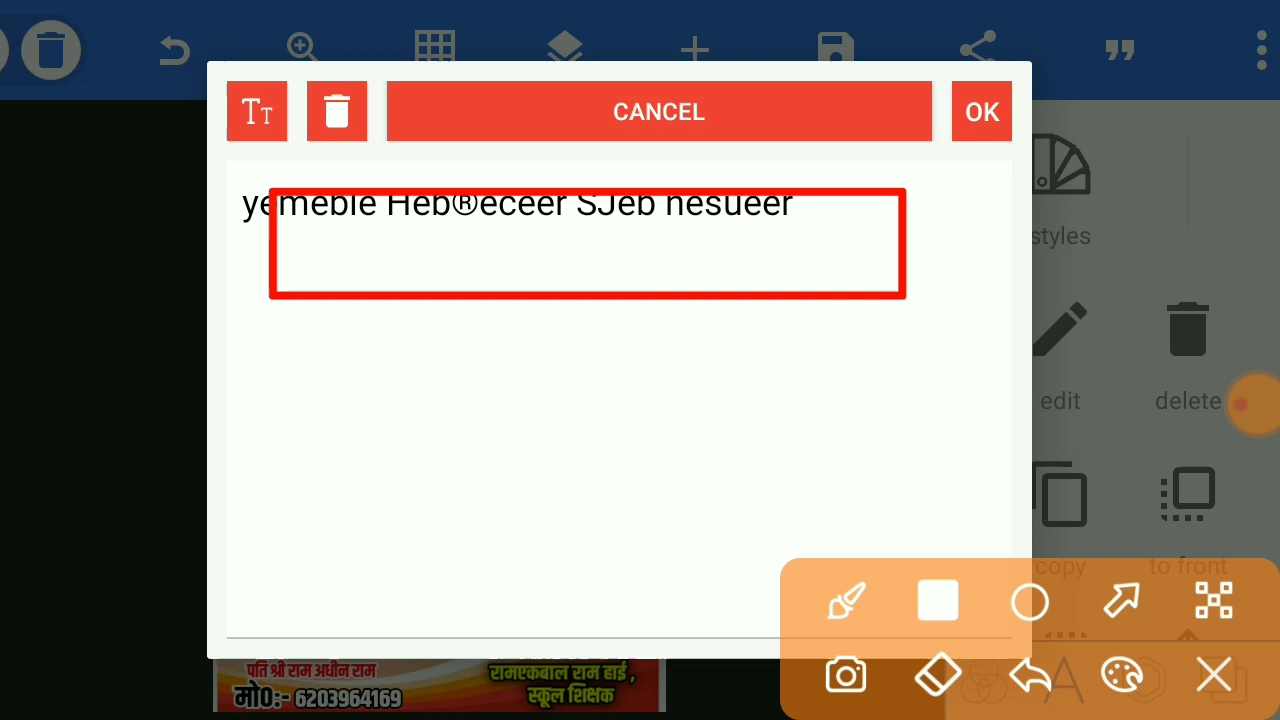 CANCEL
OK
yemeble Heb®eceer SJeb nesueer
styles
edit
delete
copy
to front
पति श्री राम अधीन राम
मो0:- 6203964169
रामएकबाल राम हाई ,
स्कूल शिक्षक